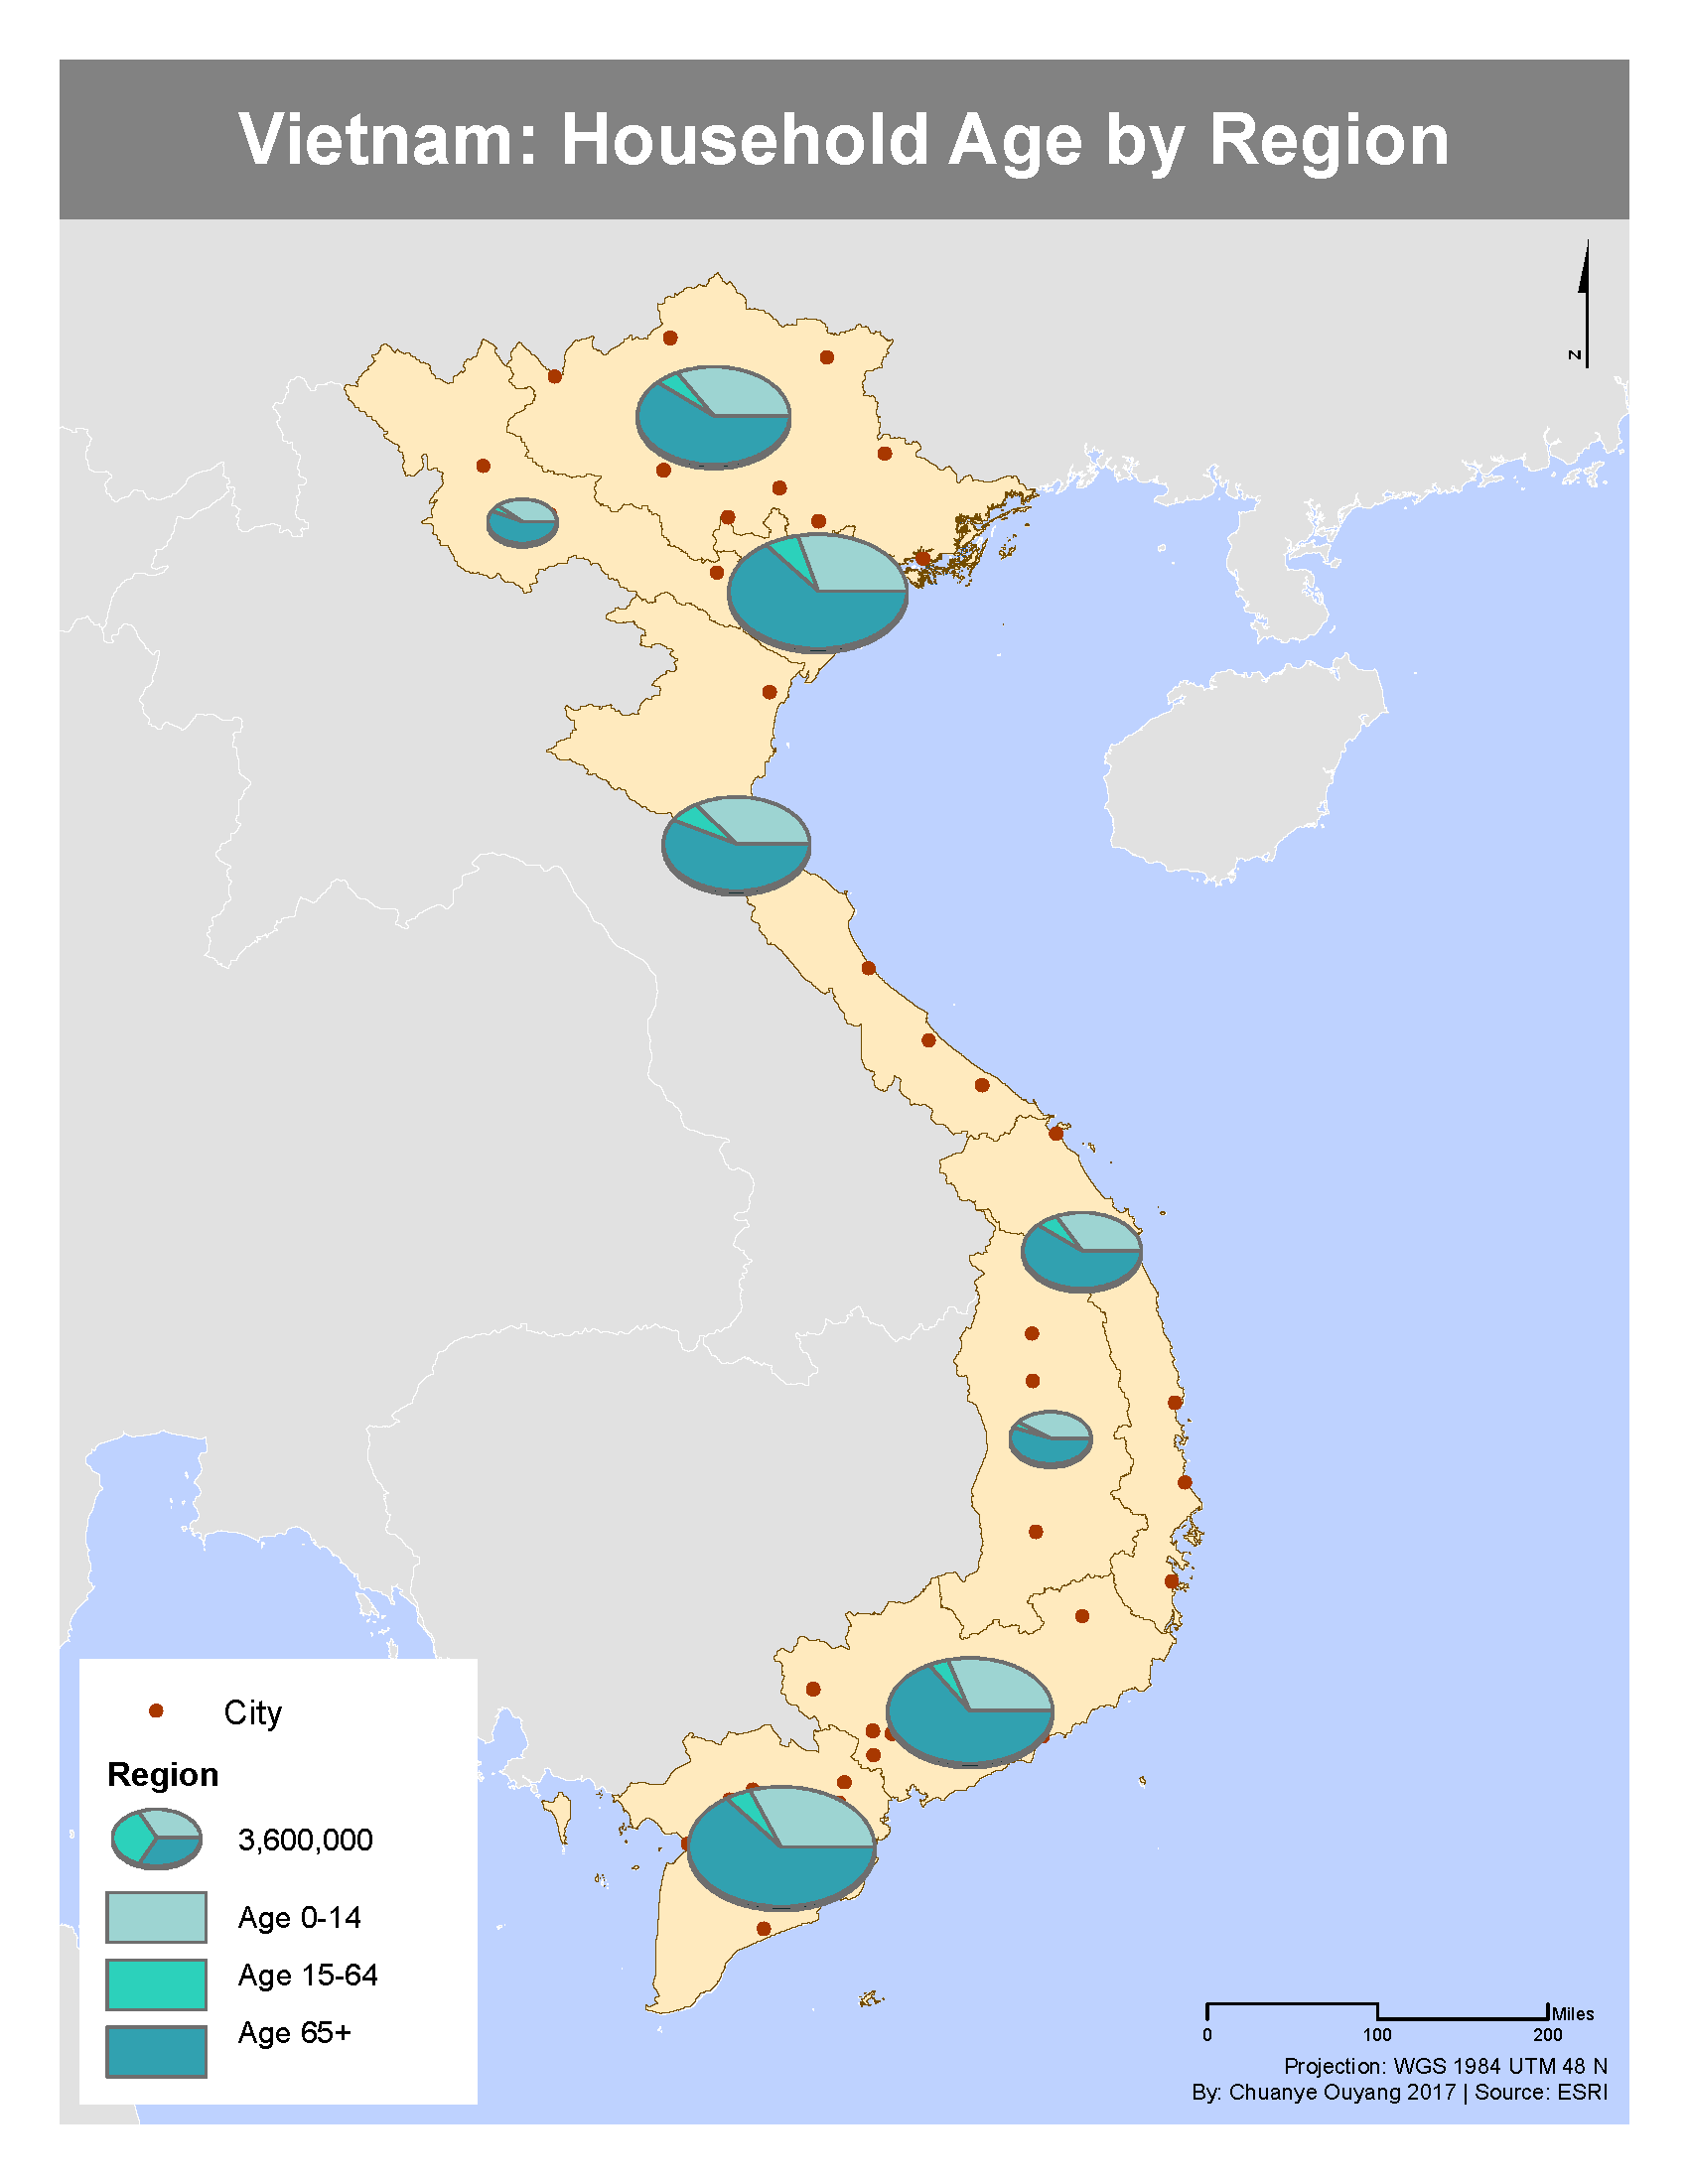 Vietnam: Household Age by Region
N
City
Region
3,600,000
Age 0-14
Age 15-64
Age 65+
Miles
0 100 200
Projection: WGS 1984 UTM 48 N
By: Chuanye Ouyang 2017 | Source: ESRI